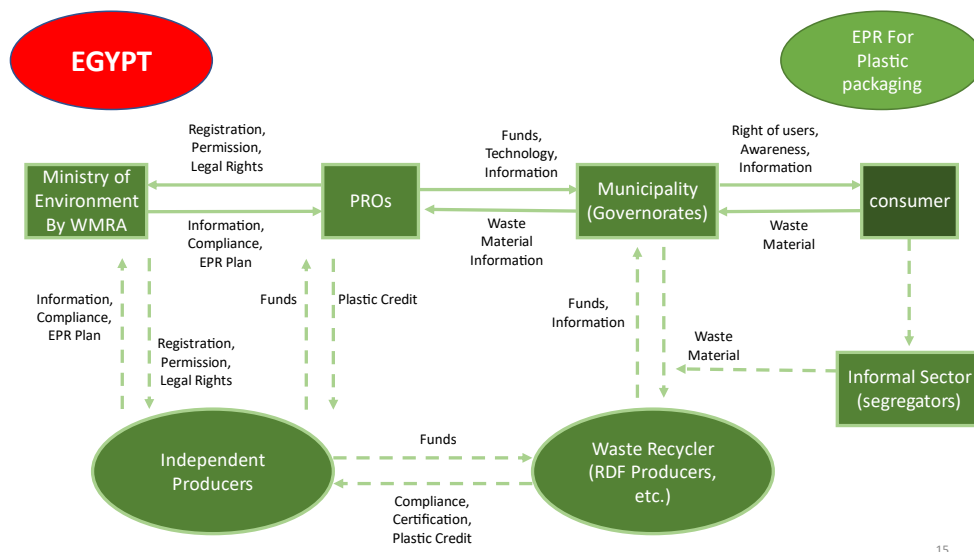 EGYPT
EPR For
Plastic
packaging
Registration,
Permission,
Legal Rights
Funds,
Technology,
Information
Right of users,
Awareness,
Information
Ministry of
Environment
By WMRA
PROs
Municipality
(Governorates)
consumer
Information,
Compliance,
EPR Plan
Waste
Material
Information
Waste
Material
Information,
Compliance,
EPR Plan
Registration,
Permission,
Legal Rights
Funds
Plastic Credit
Funds,
Information
Waste
Material
Informal Sector
(segregators)
Independent
Producers
Funds
Compliance,
Certification,
Plastic Credit
Waste Recycler
(RDF Producers,
etc.)
15